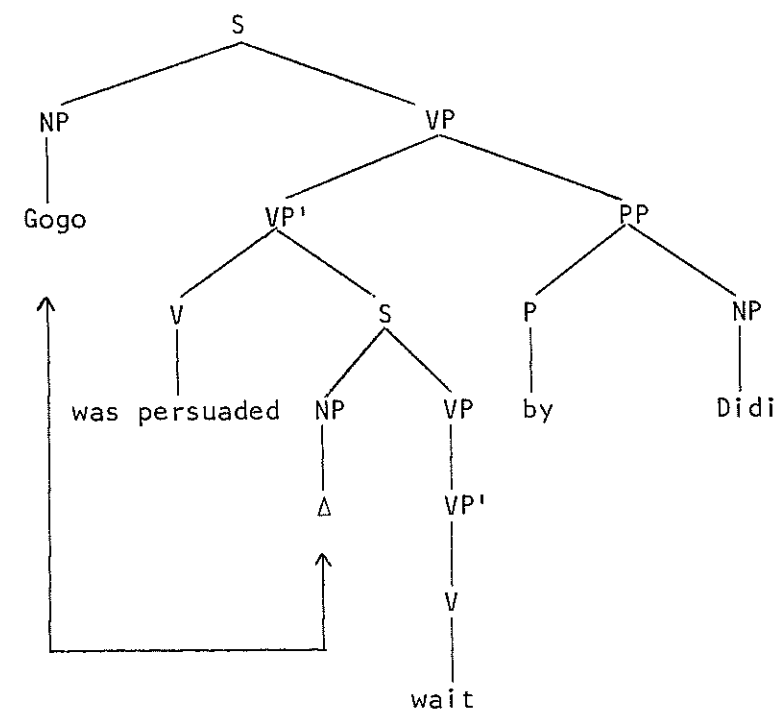 S
NP VP
Gogo VP' PP
V S P NP
was persuaded NP VP by Didi
Δ VP'
V
wait